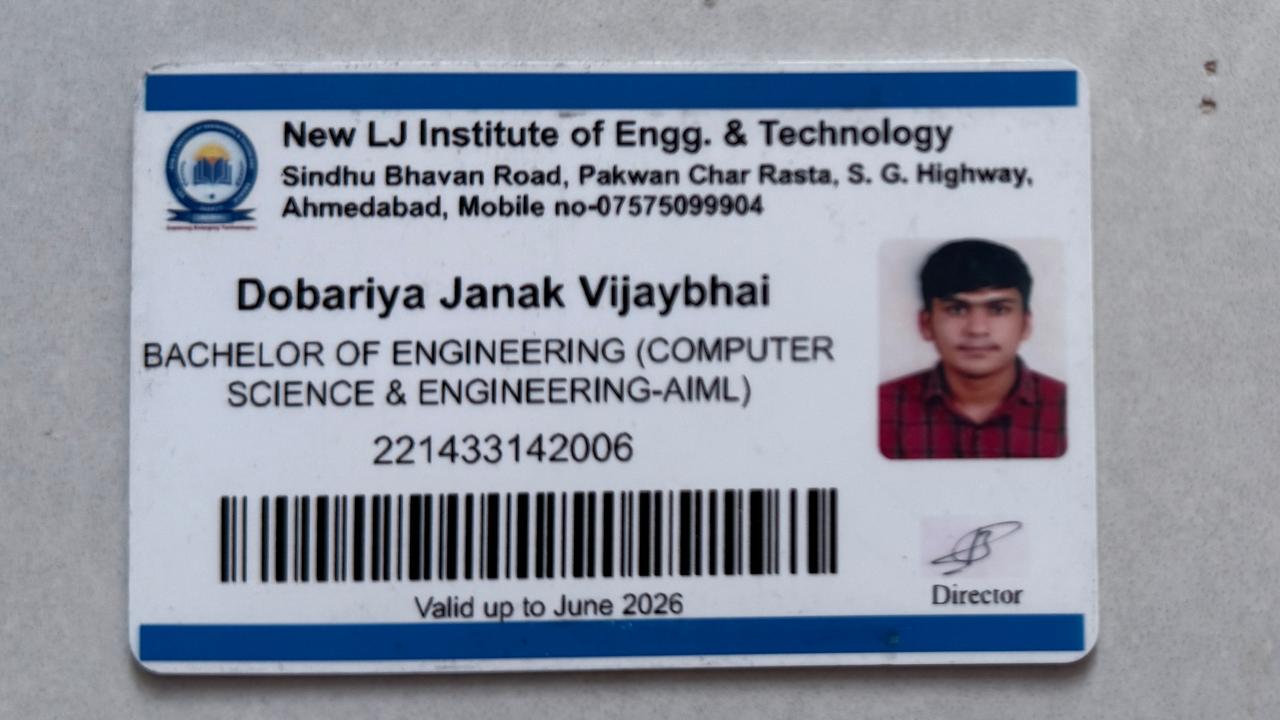 New LJ Institute of Engg. & Technology
Sindhu Bhavan Road, Pakwan Char Rasta, S. G. Highway,
Ahmedabad, Mobile no-07575099904
Dobariya Janak Vijaybhai
BACHELOR OF ENGINEERING (COMPUTER
SCIENCE & ENGINEERING-AIML)
221433142006
Valid up to June 2026
Director